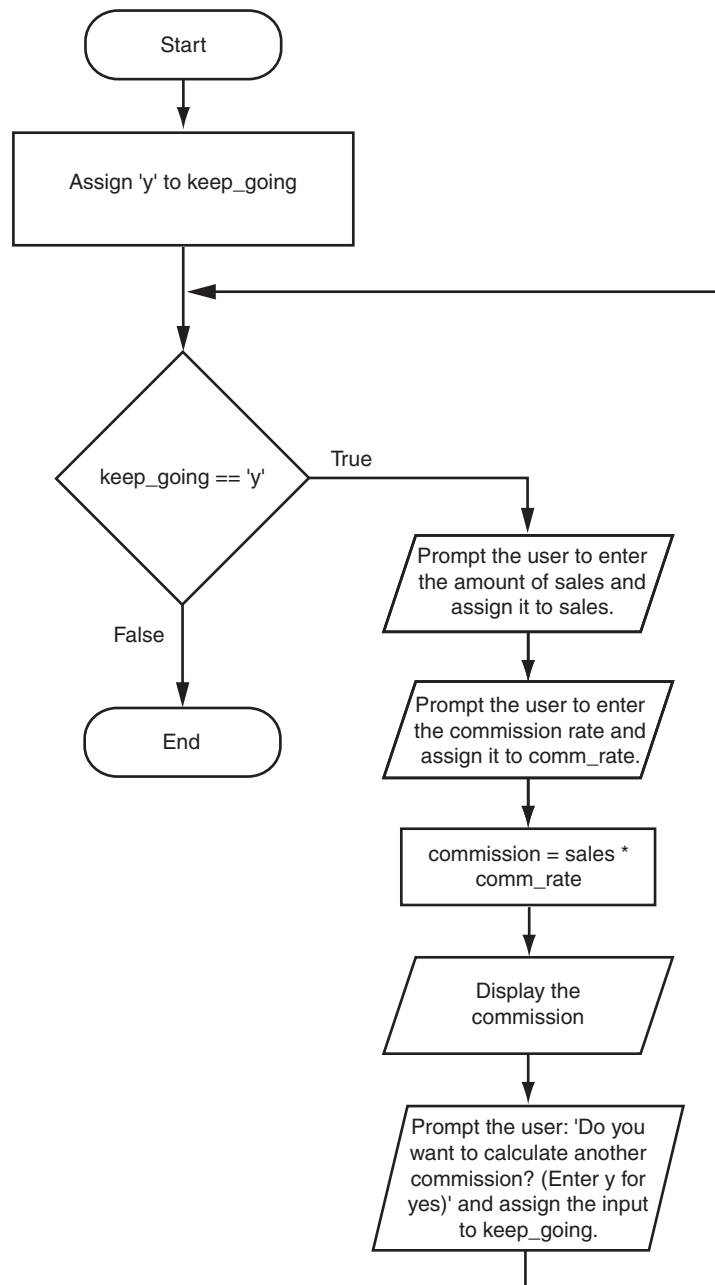 Start
Assign 'y' to keep_going
keep_going == 'y'
True
False
End
Prompt the user to enter
the amount of sales and
assign it to sales.
Prompt the user to enter
the commission rate and
assign it to comm_rate.
commission = sales *
comm_rate
Display the
commission
Prompt the user: 'Do you
want to calculate another
commission? (Enter y for
yes)' and assign the input
to keep_going.